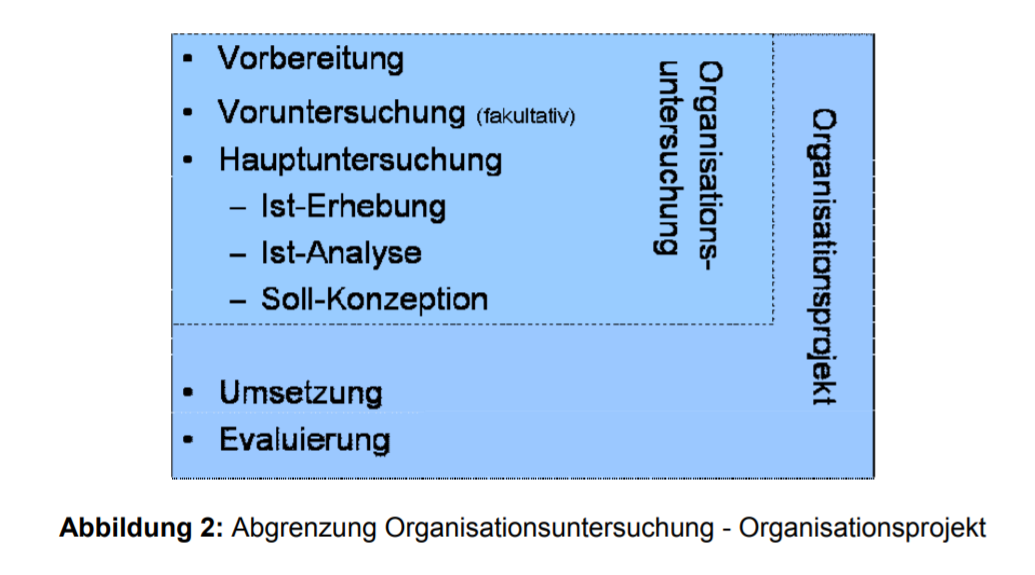 • Vorbereitung
• Voruntersuchung (fakultativ)
• Hauptuntersuchung
– Ist-Erhebung
– Ist-Analyse
– Soll-Konzeption
Organisations-
untersuchung
Organisationsprojekt
• Umsetzung
• Evaluierung
Abbildung 2: Abgrenzung Organisationsuntersuchung - Organisationsprojekt